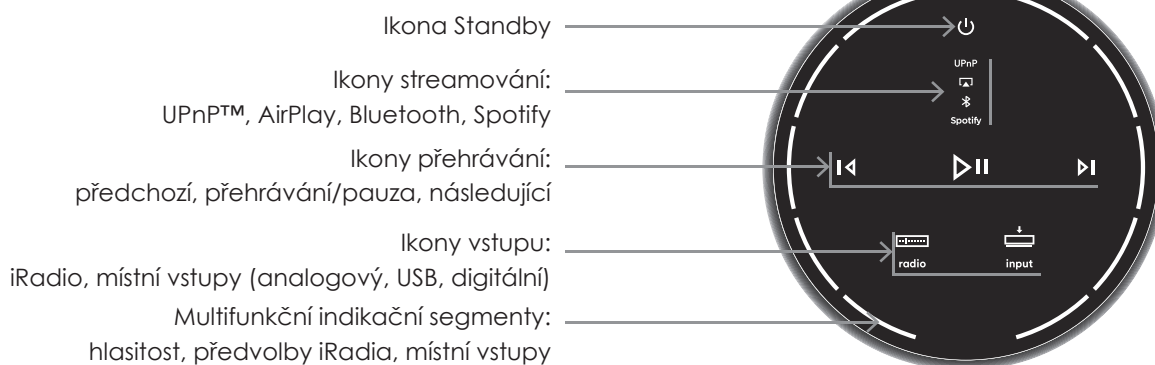 Ikona Standby
Ikony streamování:
UPnP™, AirPlay, Bluetooth, Spotify
Ikony přehrávání:
předchozí, přehrávání/pauza, následující
Ikony vstupu:
iRadio, místní vstupy (analogový, USB, digitální)
Multifunkční indikační segmenty:
hlasitost, předvolby iRadia, místní vstupy
UPnP
Spotify
radio
input